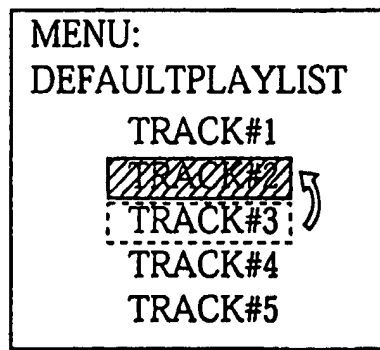 MENU:
DEFAULTPLAYLIST
TRACK#1
TRACK#2
TRACK#3
TRACK#4
TRACK#5